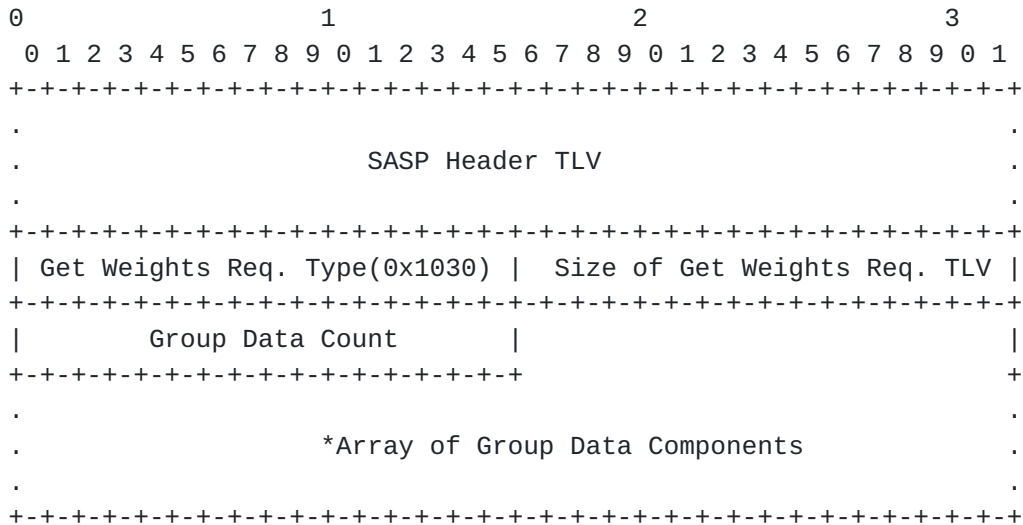 0                   1                   2                   3
 0 1 2 3 4 5 6 7 8 9 0 1 2 3 4 5 6 7 8 9 0 1 2 3 4 5 6 7 8 9 0 1
+-+-+-+-+-+-+-+-+-+-+-+-+-+-+-+-+-+-+-+-+-+-+-+-+-+-+-+-+-+-+-+-+
.                                                               .
.                      SASP Header TLV                          .
.                                                               .
+-+-+-+-+-+-+-+-+-+-+-+-+-+-+-+-+-+-+-+-+-+-+-+-+-+-+-+-+-+-+-+-+
| Get Weights Req. Type(0x1030) |  Size of Get Weights Req. TLV |
+-+-+-+-+-+-+-+-+-+-+-+-+-+-+-+-+-+-+-+-+-+-+-+-+-+-+-+-+-+-+-+-+
|        Group Data Count       |                               |
+-+-+-+-+-+-+-+-+-+-+-+-+-+-+-+-+                               +
.                                                               .
.                   *Array of Group Data Components             .
.                                                               .
+-+-+-+-+-+-+-+-+-+-+-+-+-+-+-+-+-+-+-+-+-+-+-+-+-+-+-+-+-+-+-+-+